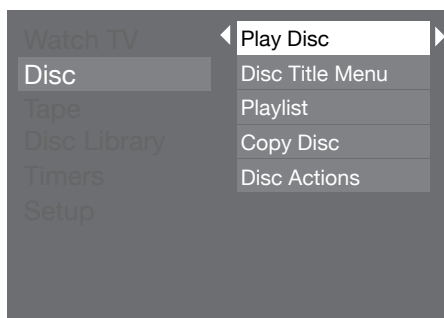 Watch TV
Disc
Tape
Disc Library
Timers
Setup
Play Disc
Disc Title Menu
Playlist
Copy Disc
Disc Actions